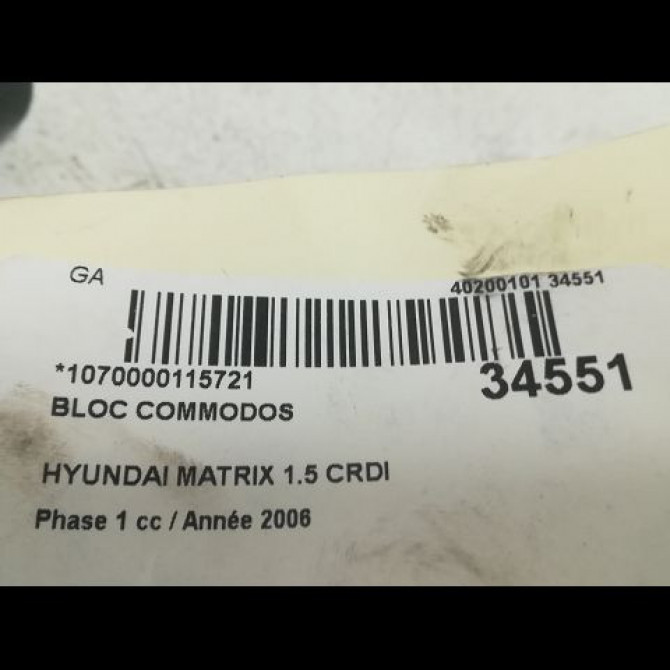 GA
40200101 34551
*1070000115721
34551
BLOC COMMODOS
HYUNDAI MATRIX 1.5 CRDI
Phase 1 cc / Année 2006